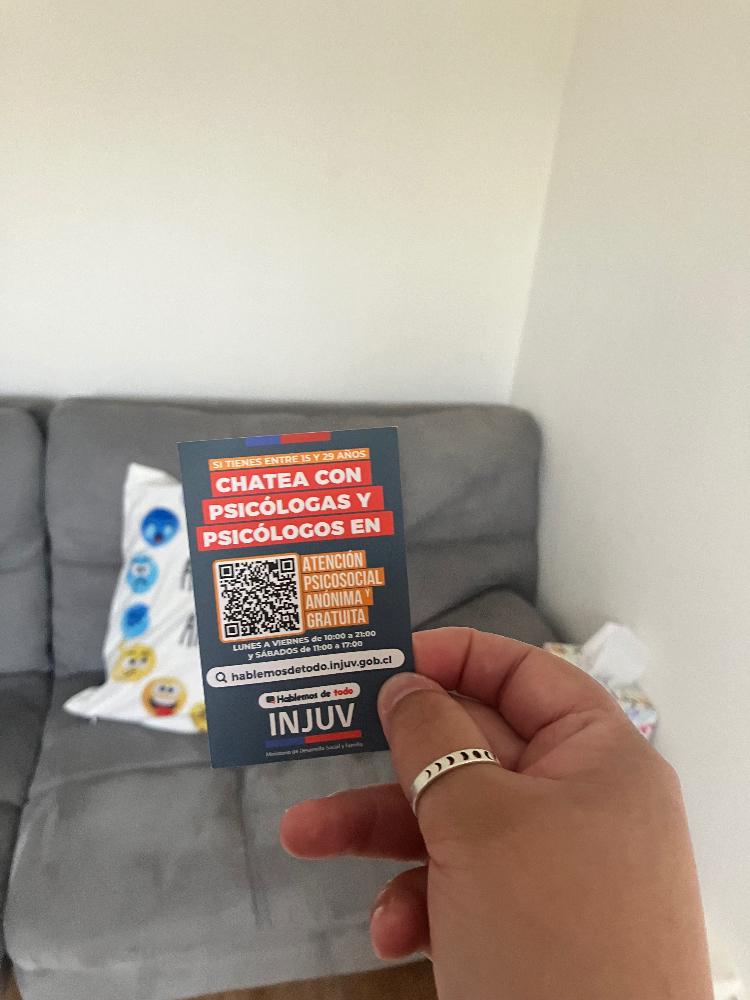 SI TIENES ENTRE 15 Y 29 AÑOS
CHATEA CON
PSICÓLOGAS Y
PSICÓLOGOS EN
ATENCIÓN
PSICOSOCIAL
ANÓNIMA Y
GRATUITA
LUNES A VIERNES de 10:00 a 21:00
y SÁBADOS de 11:00 a 17:00
hablemosdetodo.injuv.gob.cl
Hablemos de todo
INJUV
Ministerio de Desarrollo Social y Familia